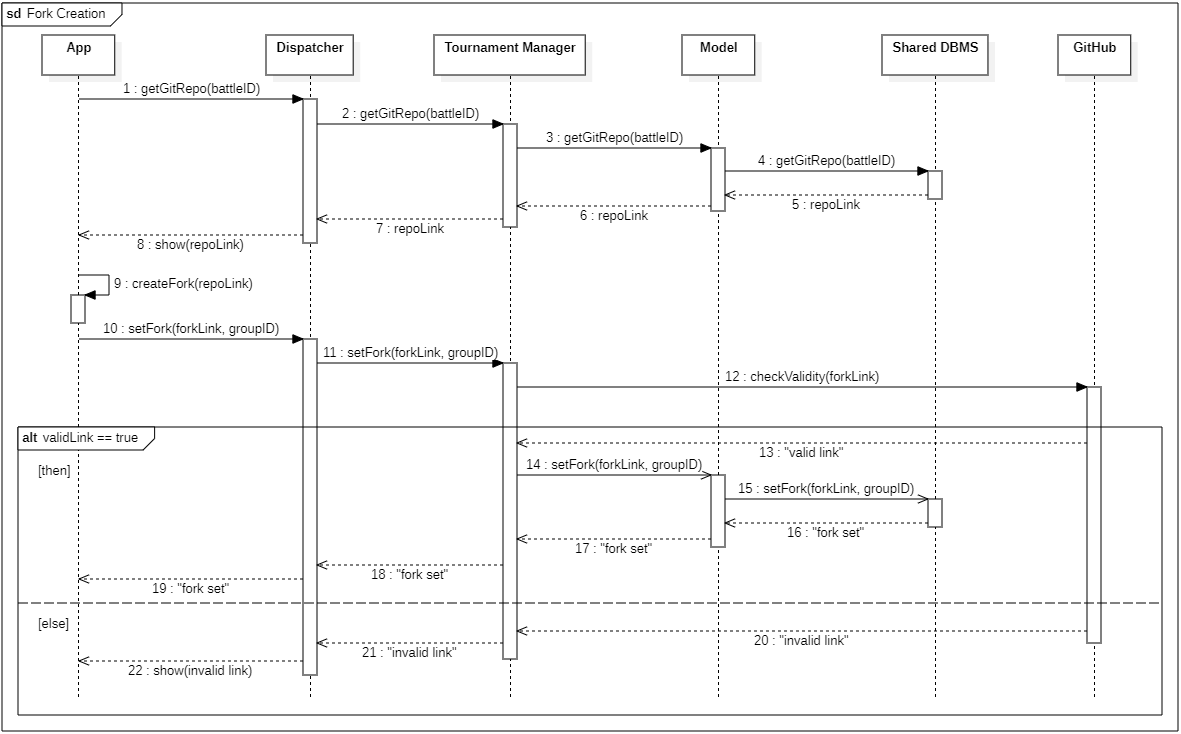 sd Fork Creation
App
Dispatcher
Tournament Manager
Model
Shared DBMS
GitHub
1 : getGitRepo(battleID)
2 : getGitRepo(battleID)
3 : getGitRepo(battleID)
4 : getGitRepo(battleID)
5 : repoLink
6 : repoLink
7 : repoLink
8 : show(repoLink)
9 : createFork(repoLink)
10 : setFork(forkLink, groupID)
11 : setFork(forkLink, groupID)
12 : checkValidity(forkLink)
alt validLink == true
13 : "valid link"
[then]
14 : setFork(forkLink, groupID)
15 : setFork(forkLink, groupID)
16 : "fork set"
17 : "fork set"
18 : "fork set"
19 : "fork set"
[else]
20 : "invalid link"
21 : "invalid link"
22 : show(invalid link)